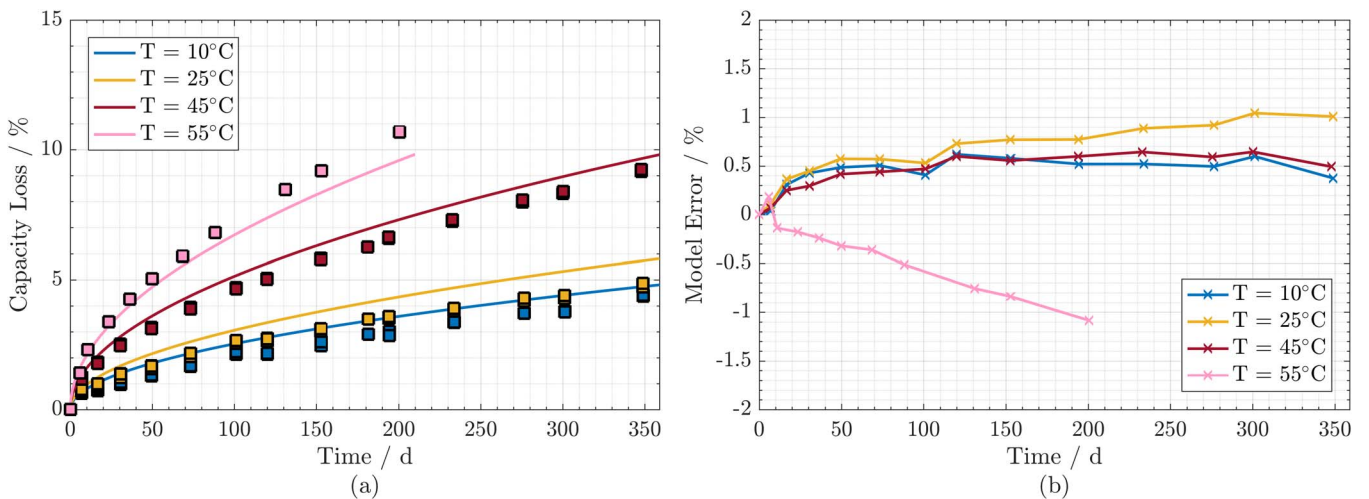 Capacity Loss / %
15
10
5
0
T = 10°C
T = 25°C
T = 45°C
T = 55°C
0 50 100 150 200 250 300 350
Time / d
(a)
Model Error / %
2
1.5
1
0.5
0
-0.5
-1
-1.5
-2
T = 10°C
T = 25°C
T = 45°C
T = 55°C
0 50 100 150 200 250 300 350
Time / d
(b)